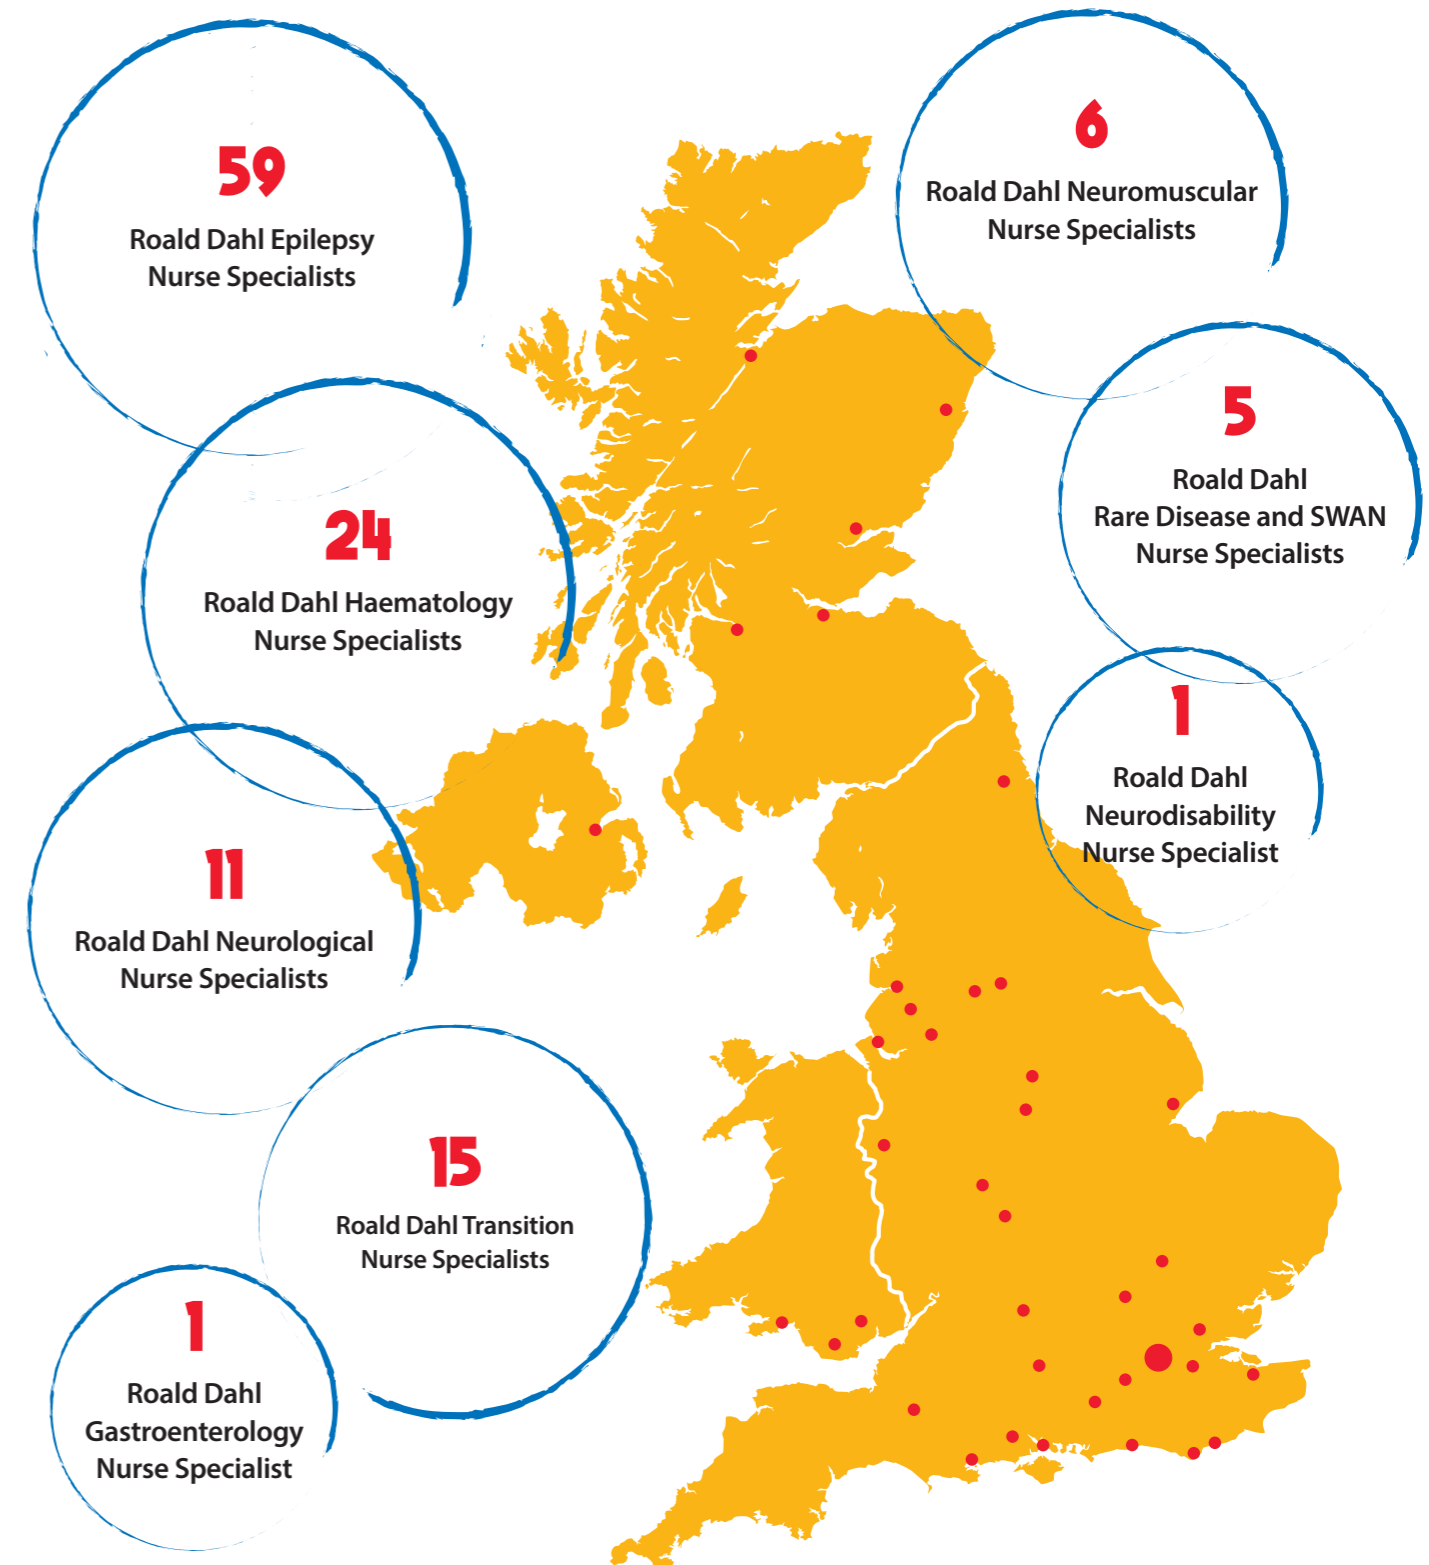 59
Roald Dahl Epilepsy
Nurse Specialists
24
Roald Dahl Haematology
Nurse Specialists
11
Roald Dahl Neurological
Nurse Specialists
15
Roald Dahl Transition
Nurse Specialists
1
Roald Dahl
Gastroenterology
Nurse Specialist
6
Roald Dahl Neuromuscular
Nurse Specialists
5
Roald Dahl
Rare Disease and SWAN
Nurse Specialists
1
Roald Dahl
Neurodisability
Nurse Specialist